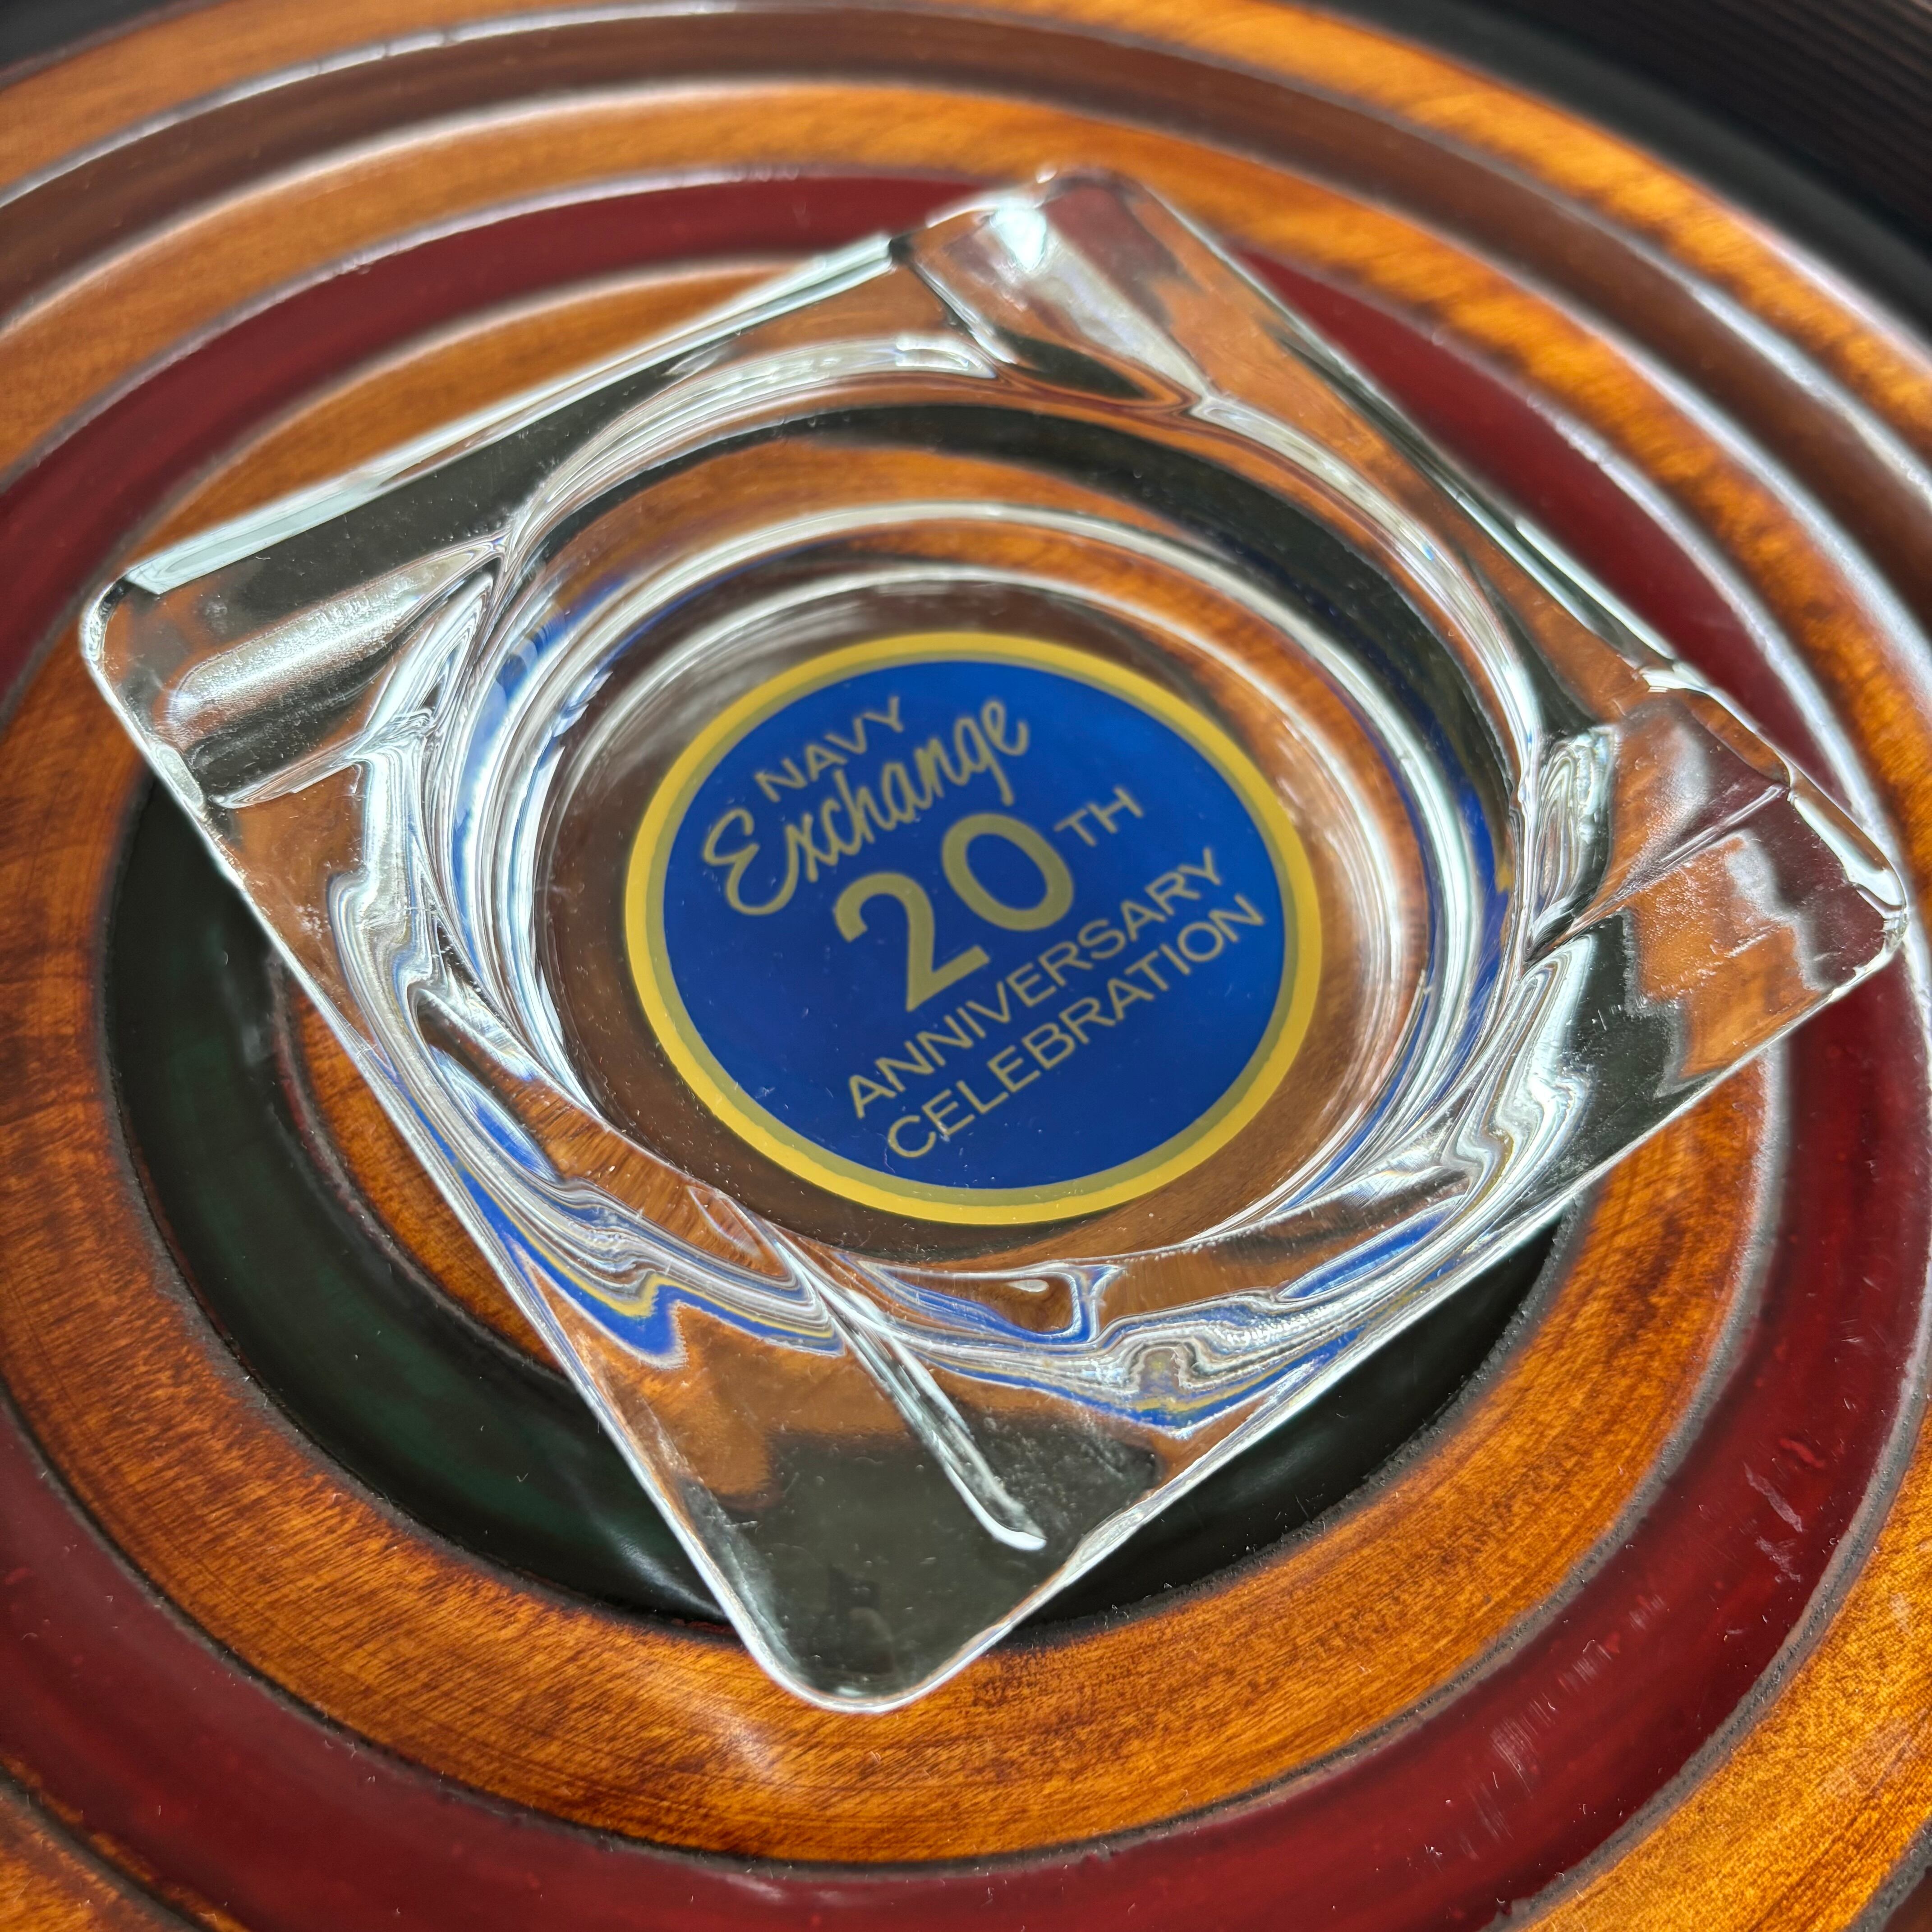 NAVY
Exchange
20TH
ANNIVERSARY
CELEBRATION